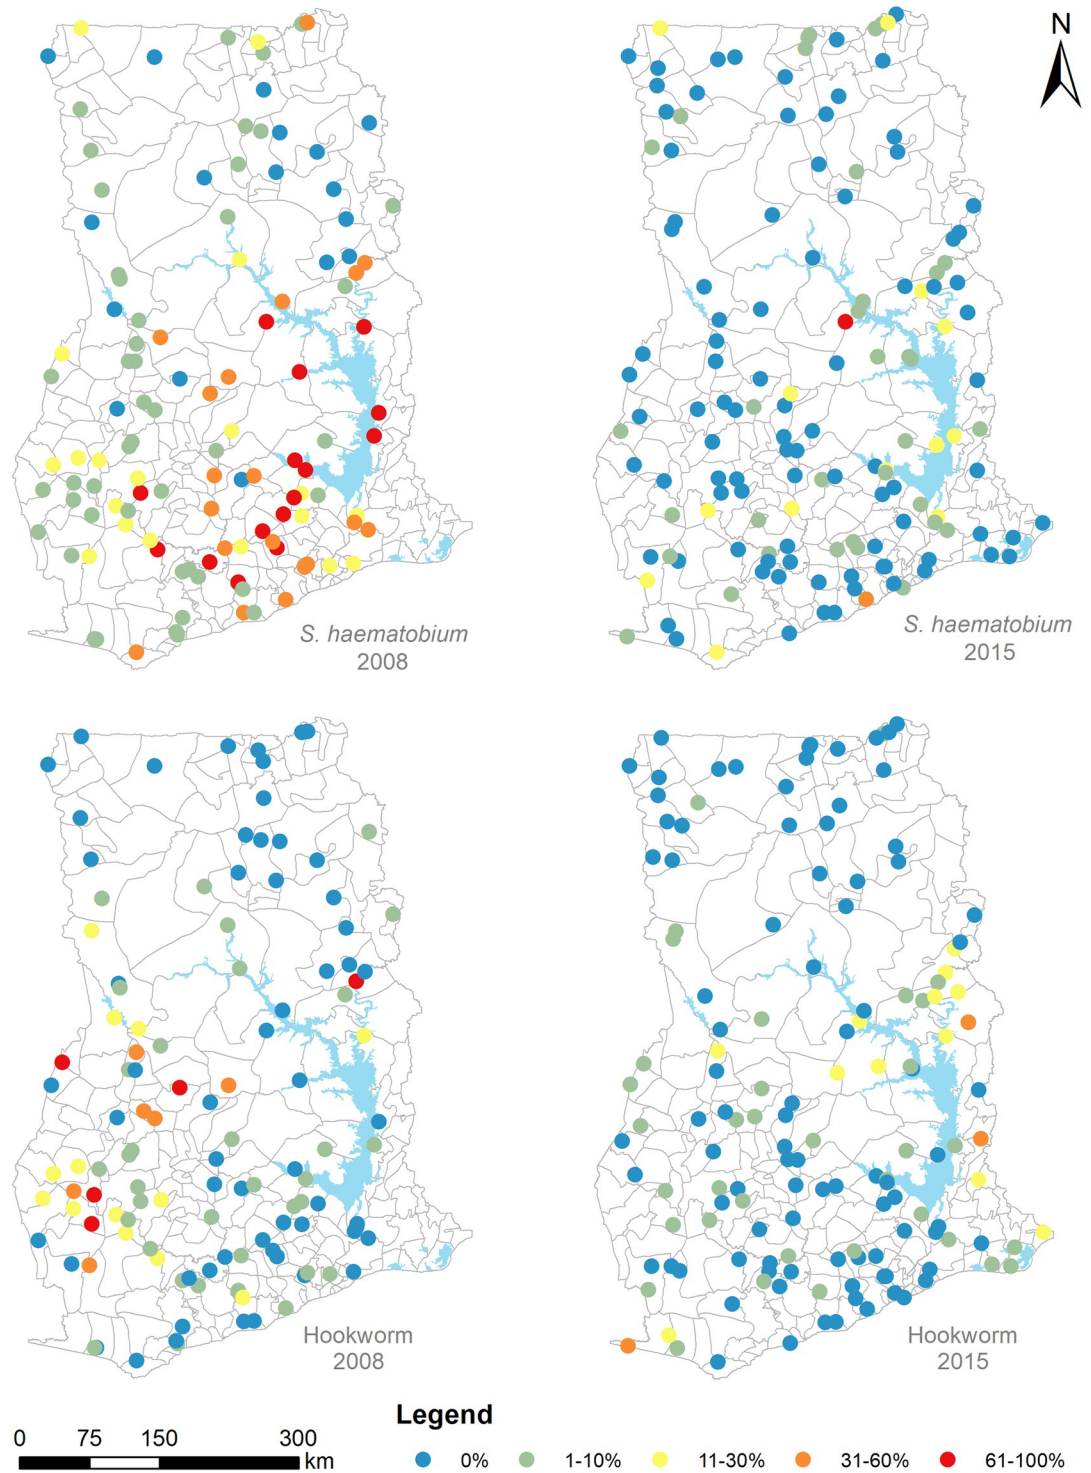 N
S. haematobium
2008
S. haematobium
2015
Hookworm
2008
Hookworm
2015
Legend
0 75 150 300
km
0% 1-10% 11-30% 31-60% 61-100%